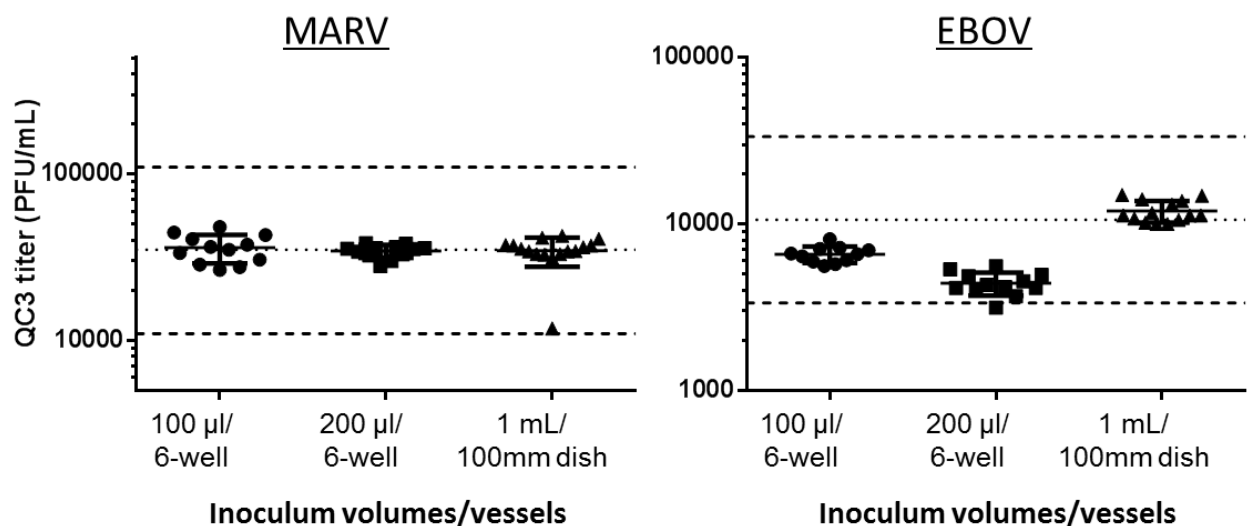 MARV
QC3 titer (PFU/mL)
100000
10000
100 µl/
6-well
200 µl/
6-well
1 mL/
100mm dish
Inoculum volumes/vessels
EBOV
100000
10000
1000
100 µl/
6-well
200 µl/
6-well
1 mL/
100mm dish
Inoculum volumes/vessels